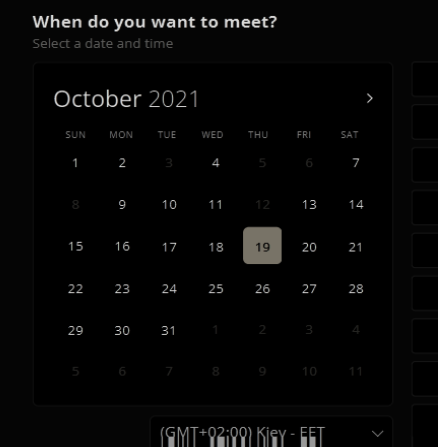 When do you want to meet?
Select a date and time
October 2021 >
SUN MON TUE WED THU FRI SAT
1 2 3 4 5 6 7
8 9 10 11 12 13 14
15 16 17 18 19 20 21
22 23 24 25 26 27 28
29 30 31 1 2 3 4
5 6 7 8 9 10 11
(GMT+02:00) Kiev - EET